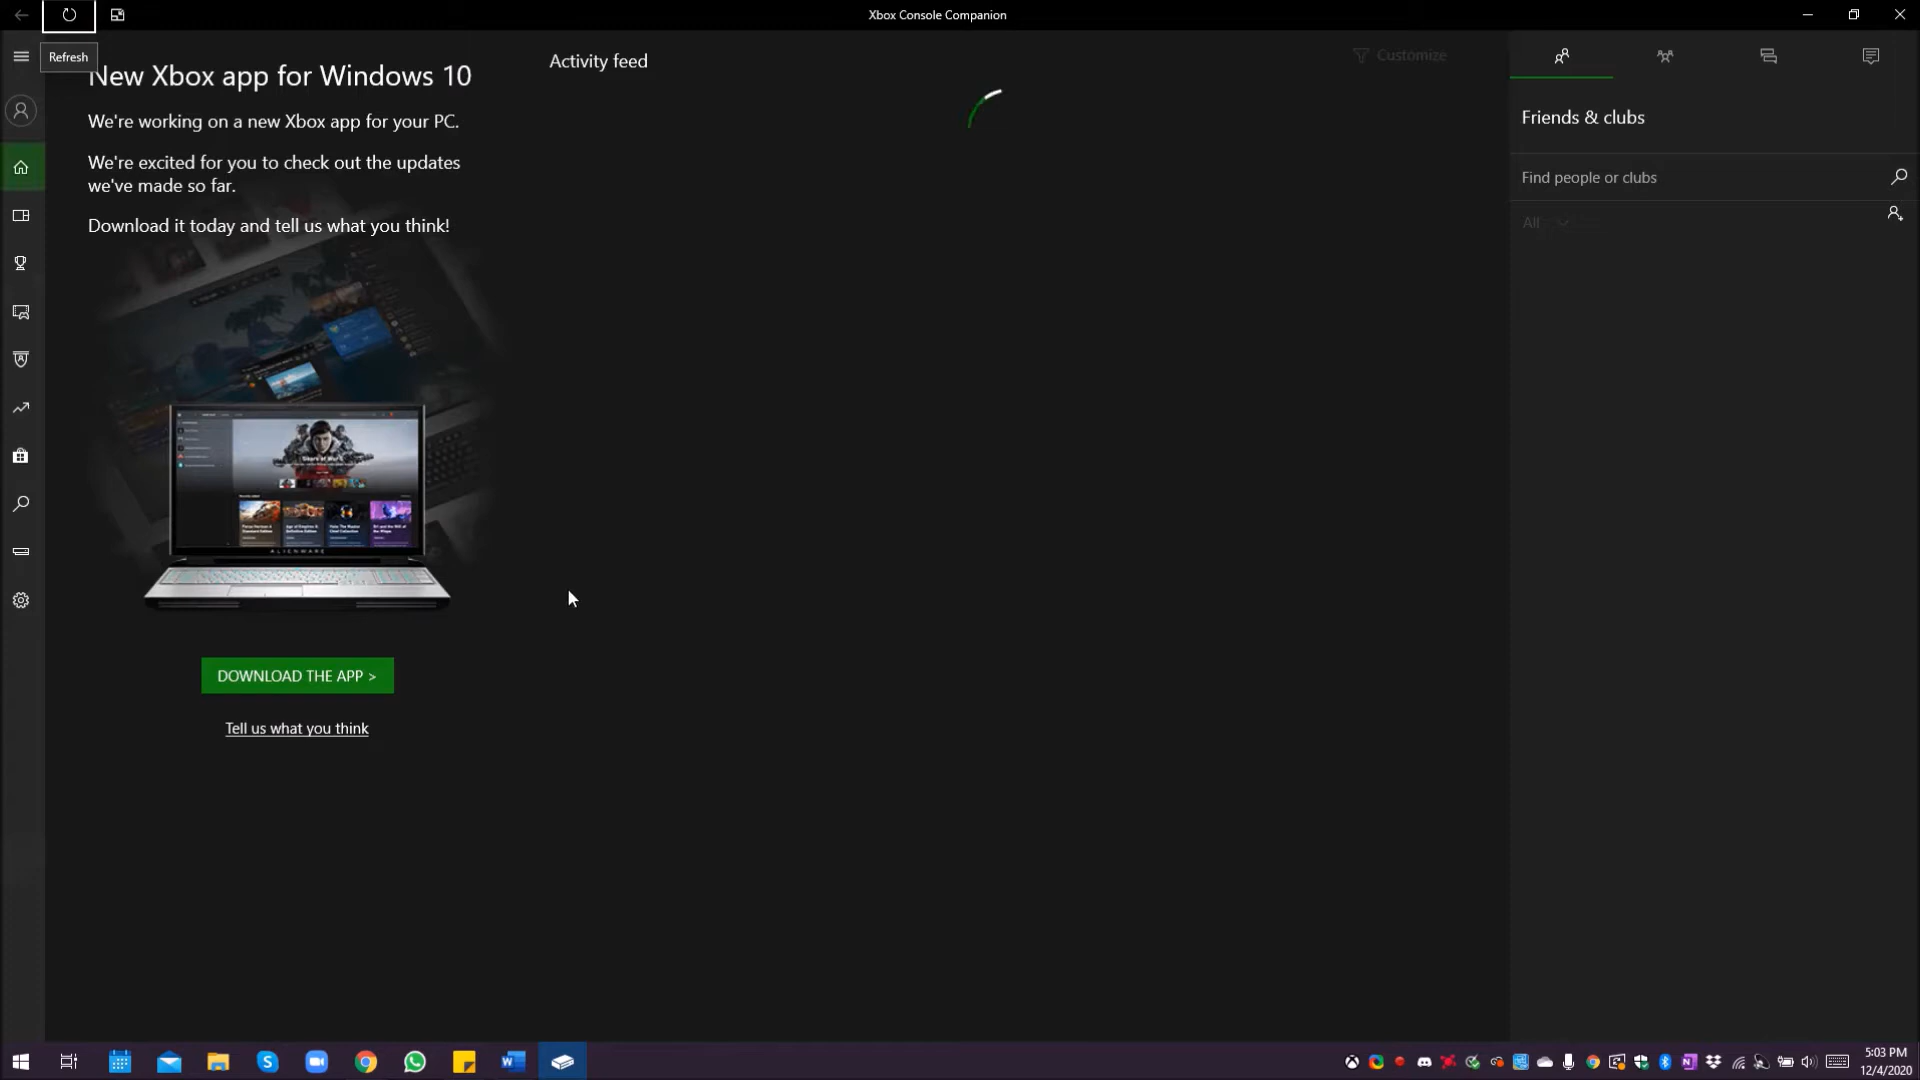 Xbox Console Companion
Refresh
New Xbox app for Windows 10
We're working on a new Xbox app for your PC.
We're excited for you to check out the updates
we've made so far.
Download it today and tell us what you think!
ALIENWARE
DOWNLOAD THE APP >
Tell us what you think
Activity feed
Customize
Friends & clubs
Find people or clubs
All
5:03 PM
12/4/2020